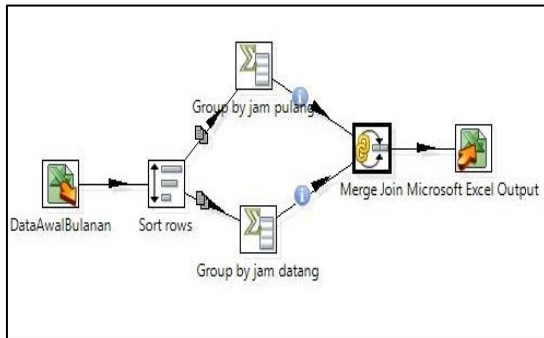 Group by jam pulang
DataAwalBulanan
Sort rows
Merge Join
Microsoft Excel Output
Group by jam datang